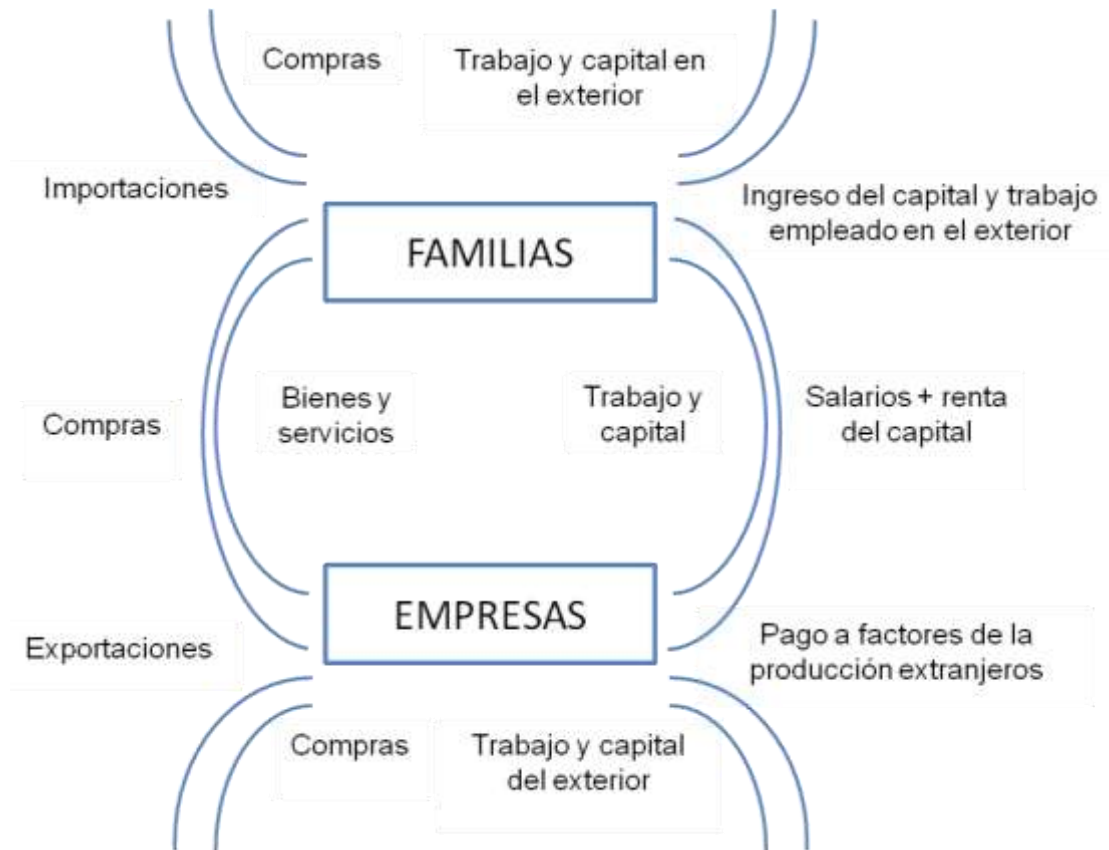 Compras
Trabajo y capital en
el exterior
Importaciones
Ingreso del capital y trabajo
empleado en el exterior
FAMILIAS
Compras
Bienes y
servicios
Trabajo y
capital
Salarios + renta
del capital
EMPRESAS
Exportaciones
Pago a factores de la
producción extranjeros
Compras
Trabajo y capital
del exterior